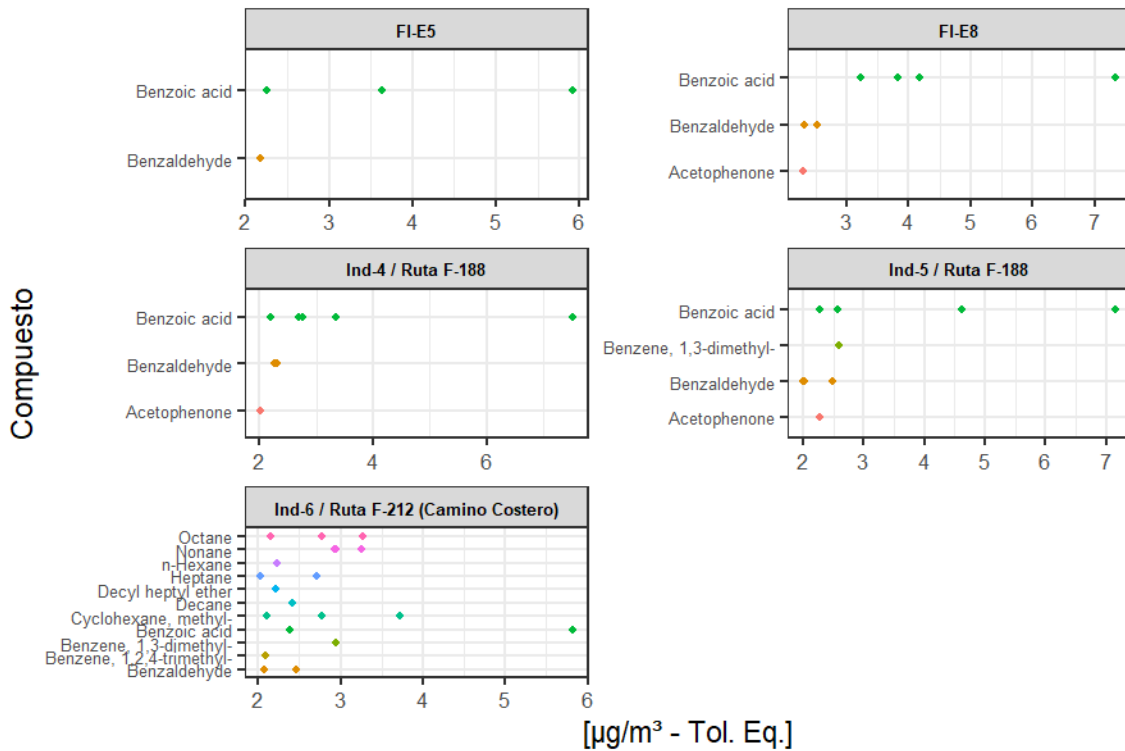 FI-E5
Benzoic acid
Benzaldehyde
2 3 4 5 6
FI-E8
Benzoic acid
Benzaldehyde
Acetophenone
3 4 5 6 7
Ind-4 / Ruta F-188
Benzoic acid
Benzaldehyde
Acetophenone
2 4 6
Ind-5 / Ruta F-188
Benzoic acid
Benzene, 1,3-dimethyl-
Benzaldehyde
Acetophenone
2 3 4 5 6 7
Ind-6 / Ruta F-212 (Camino Costero)
Octane
Nonane
n-Hexane
Heptane
Decyl heptyl ether
Decane
Cyclohexane, methyl-
Benzoic acid
Benzene, 1,3-dimethyl-
Benzene, 1,2,4-trimethyl-
Benzaldehyde
2 3 4 5 6
Compuesto
[µg/m³ - Tol. Eq.]